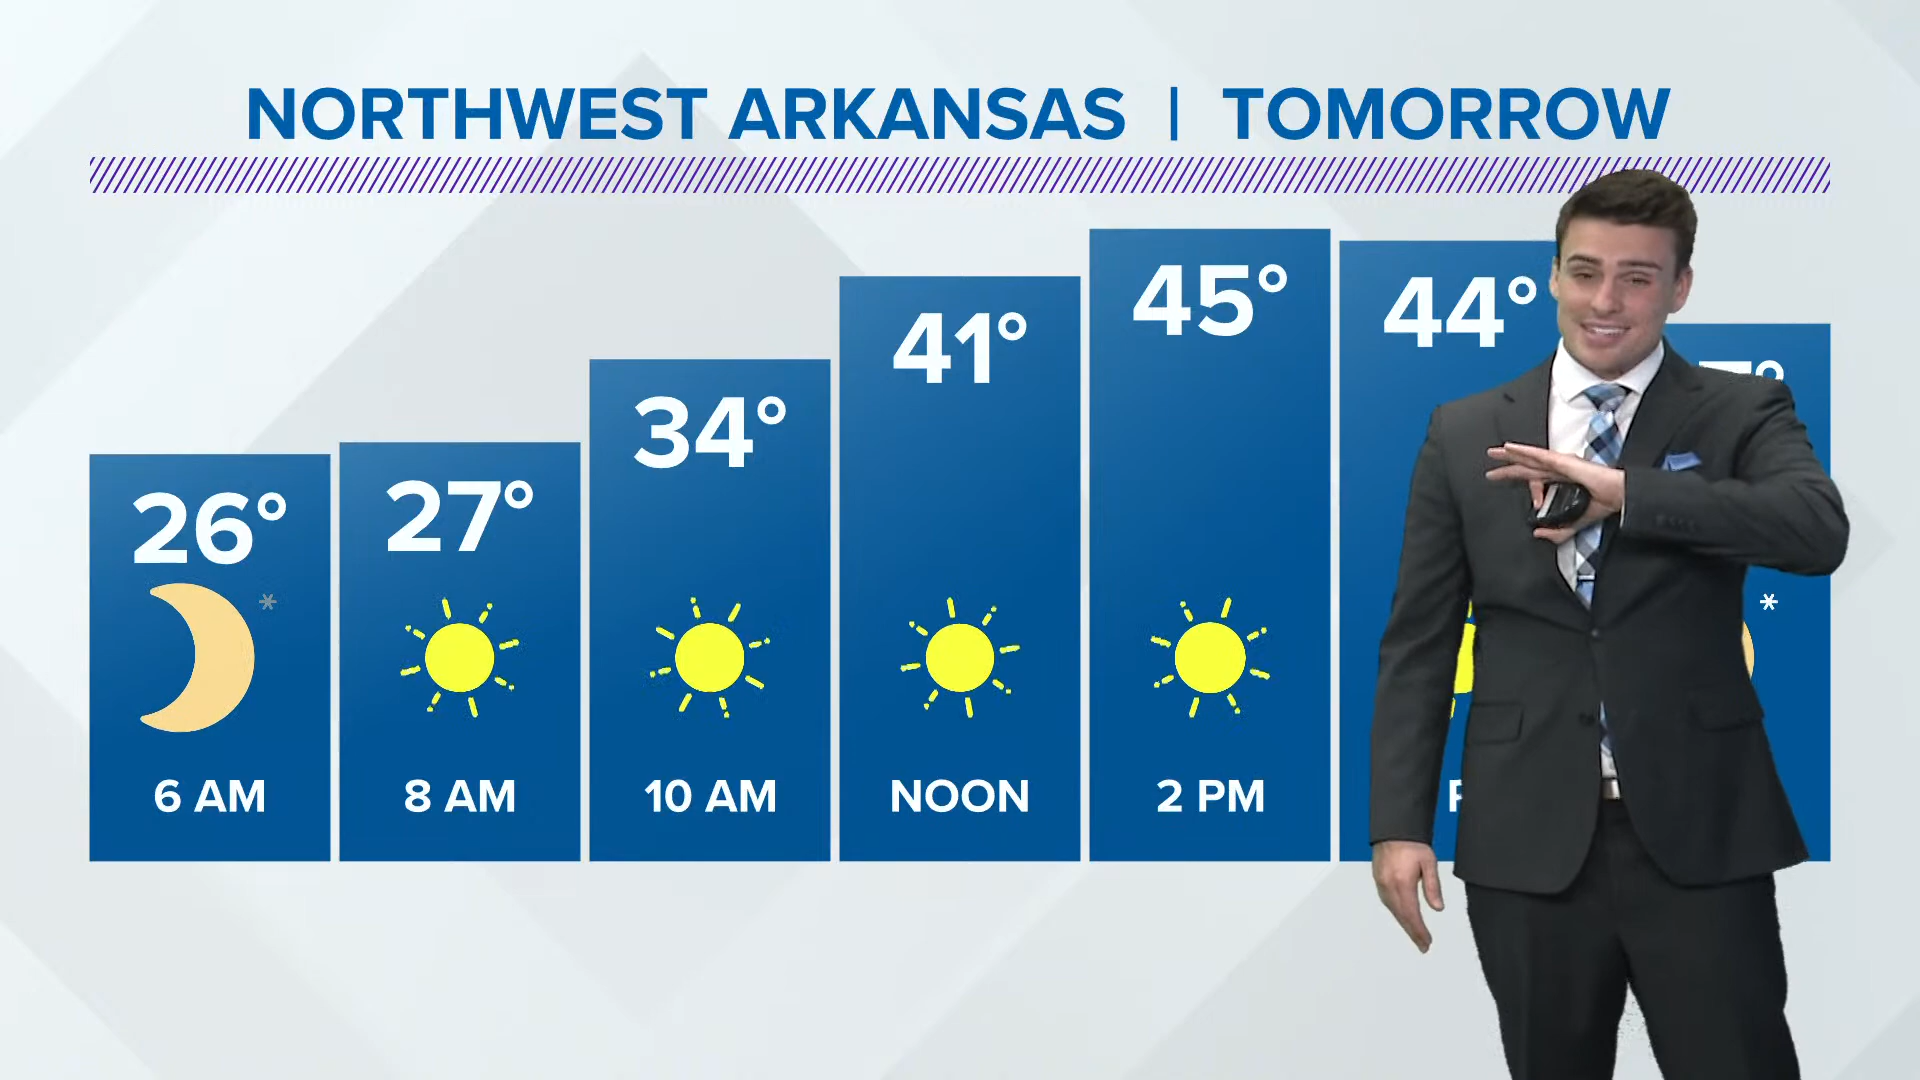 NORTHWEST ARKANSAS | TOMORROW
26° 27° 34° 41° 45° 44°
6 AM 8 AM 10 AM NOON 2 PM